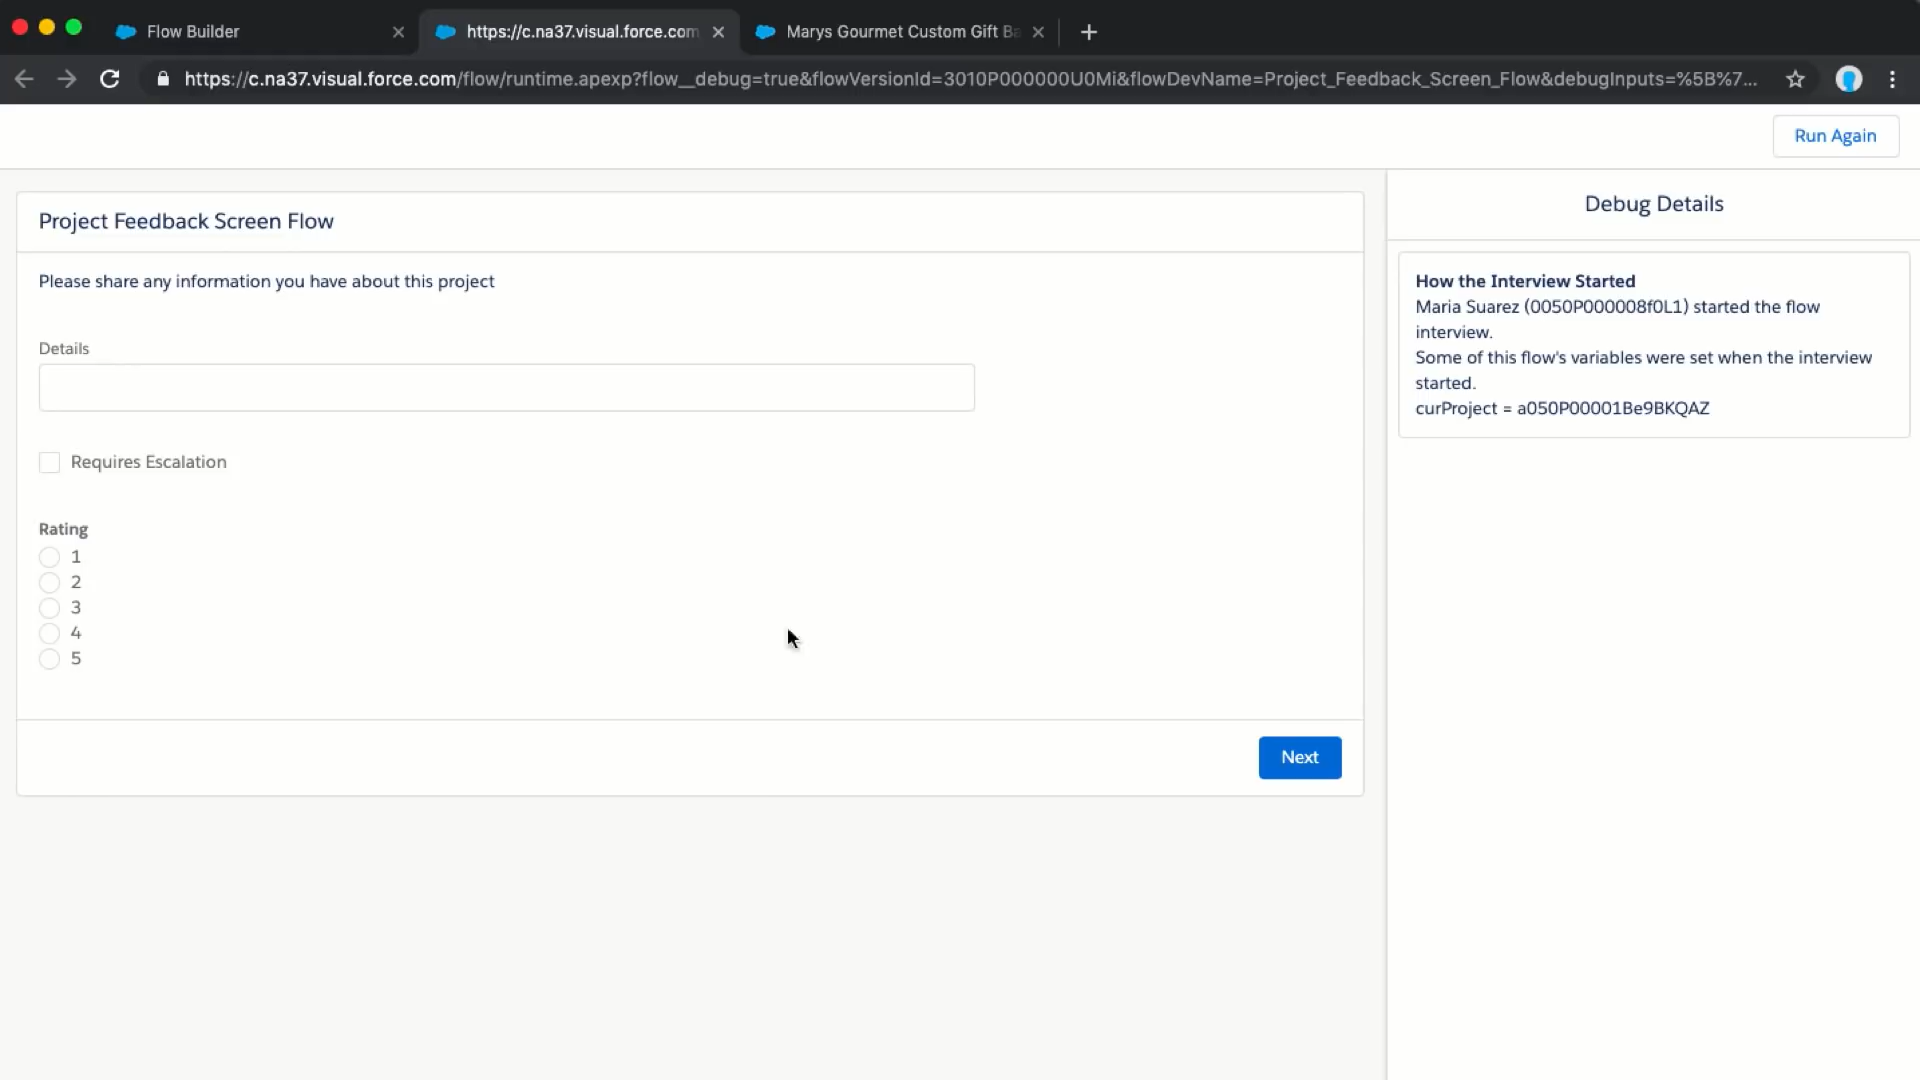 Flow Builder
https://c.na37.visual.force.com
Marys Gourmet Custom Gift Ba
https://c.na37.visual.force.com/flow/runtime.apexp?flow__debug=true&flowVersionId=3010P000000U0Mi&flowDevName=Project_Feedback_Screen_Flow&debugInputs=%5B%7...
Run Again
Project Feedback Screen Flow
Please share any information you have about this project
Details
Requires Escalation
Rating
1
2
3
4
5
Next
Debug Details
How the Interview Started
Maria Suarez (0050P000008f0L1) started the flow
interview.
Some of this flow's variables were set when the interview
started.
curProject = a050P00001Be9BKQAZ